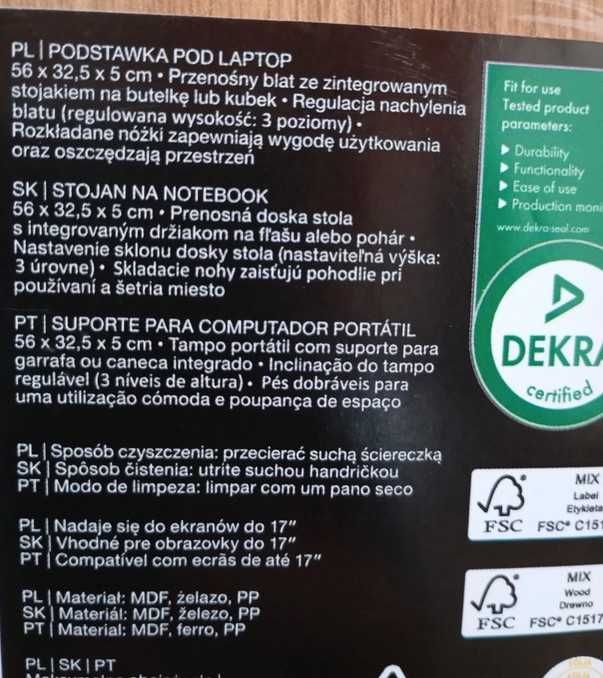 PL | PODSTAWKA POD LAPTOP
56 x 32,5 x 5 cm • Przenośny blat ze zintegrowanym
stojakiem na butelkę lub kubek • Regulacja nachylenia
blatu (regulowana wysokość: 3 poziomy) •
Rozkładane nóżki zapewniają wygodę użytkowania
oraz oszczędzają przestrzeń
SK | STOJAN NA NOTEBOOK
56 x 32,5 x 5 cm • Prenosná doska stola
s integrovaným držiakom na fľašu alebo pohár •
Nastavenie sklonu dosky stola (nastaviteľná výška:
3 úrovne) • Skladacie nohy zaisťujú pohodlie pri
používaní a šetria miesto
PT | SUPORTE PARA COMPUTADOR PORTÁTIL
56 x 32,5 x 5 cm • Tampo portátil com suporte para
garrafa ou caneca integrado • Inclinação do tampo
regulável (3 níveis de altura) • Pés dobráveis para
uma utilização cómoda e poupança de espaço
PL | Sposób czyszczenia: przecierać suchą ściereczką
SK | Spôsob čistenia: utrite suchou handričkou
PT | Modo de limpeza: limpar com um pano seco
PL | Nadaje się do ekranów do 17"
SK | Vhodné pre obrazovky do 17"
PT | Compatível com ecrãs de até 17"
PL | Materiał: MDF, żelazo, PP
SK | Materiál: MDF, železo, PP
PT | Material: MDF, ferro, PP
PL | SK | PT
Fit for use
Tested product
parameters:
Durability
Functionality
Ease of use
Production moni
www.dekra-seal.com
DEKRA
certified
MIX
Label
Etykieta
FSC FSC® C151
MIX
Wood
Drewno
FSC FSC® C1517